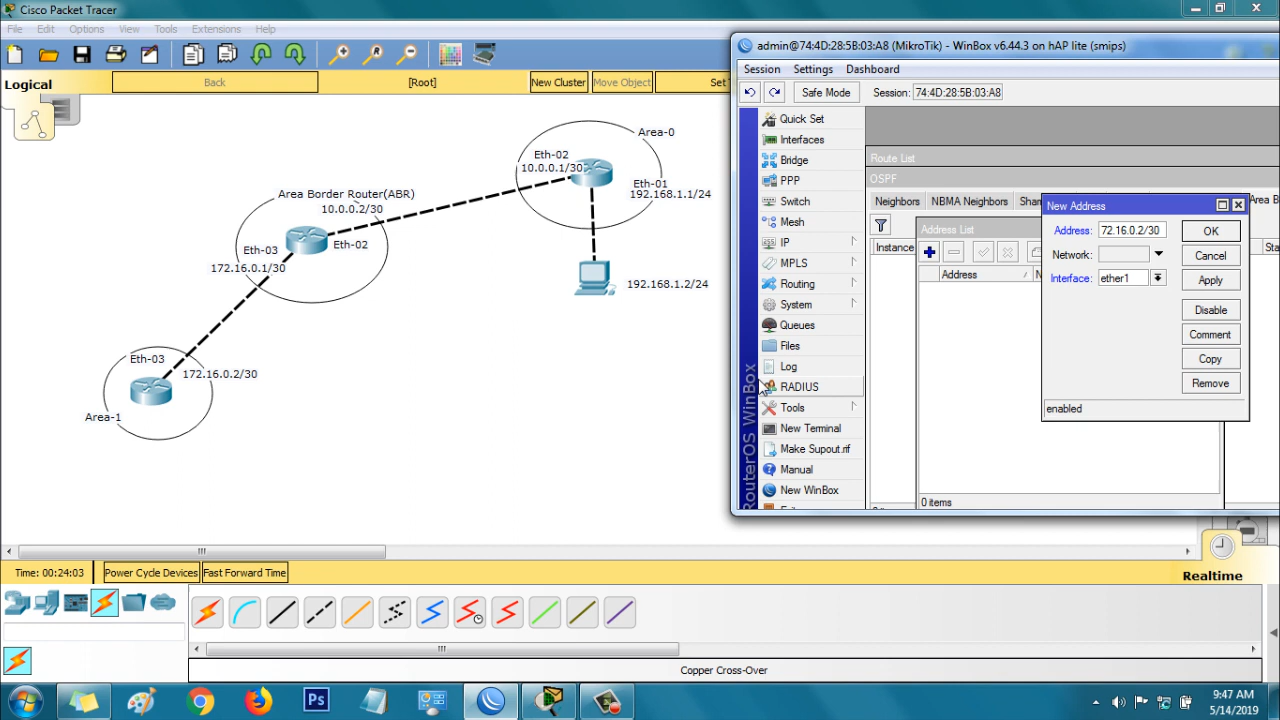 Cisco Packet Tracer
File Edit Options View Tools Extensions Help
Logical
Back
[Root]
New Cluster
Move Object
Set T
Area-0
Eth-02
10.0.0.1/30
Eth-01
192.168.1.1/24
192.168.1.2/24
Area Border Router(ABR)
10.0.0.2/30
Eth-02
Eth-03
172.16.0.1/30
Eth-03
172.16.0.2/30
Area-1
admin@74:4D:28:5B:03:A8 (MikroTik) - WinBox v6.44.3 on hAP lite (smips)
Session Settings Dashboard
Safe Mode
Session: 74:4D:28:5B:03:A8
RouterOS WinBox
Quick Set
Interfaces
Bridge
PPP
Switch
Mesh
IP
MPLS
Routing
System
Queues
Files
Log
RADIUS
Tools
New Terminal
Make Supout.rif
Manual
New WinBox
Route List
OSPF
Neighbors
NBMA Neighbors
Sha
Area B
Instance
Sta
Address List
Address
N
0 items
New Address
Address: 72.16.0.2/30
Network:
Interface: ether1
OK
Cancel
Apply
Disable
Comment
Copy
Remove
enabled
Time: 00:24:03
Power Cycle Devices
Fast Forward Time
Realtime
Copper Cross-Over
Ps
9:47 AM
5/14/2019